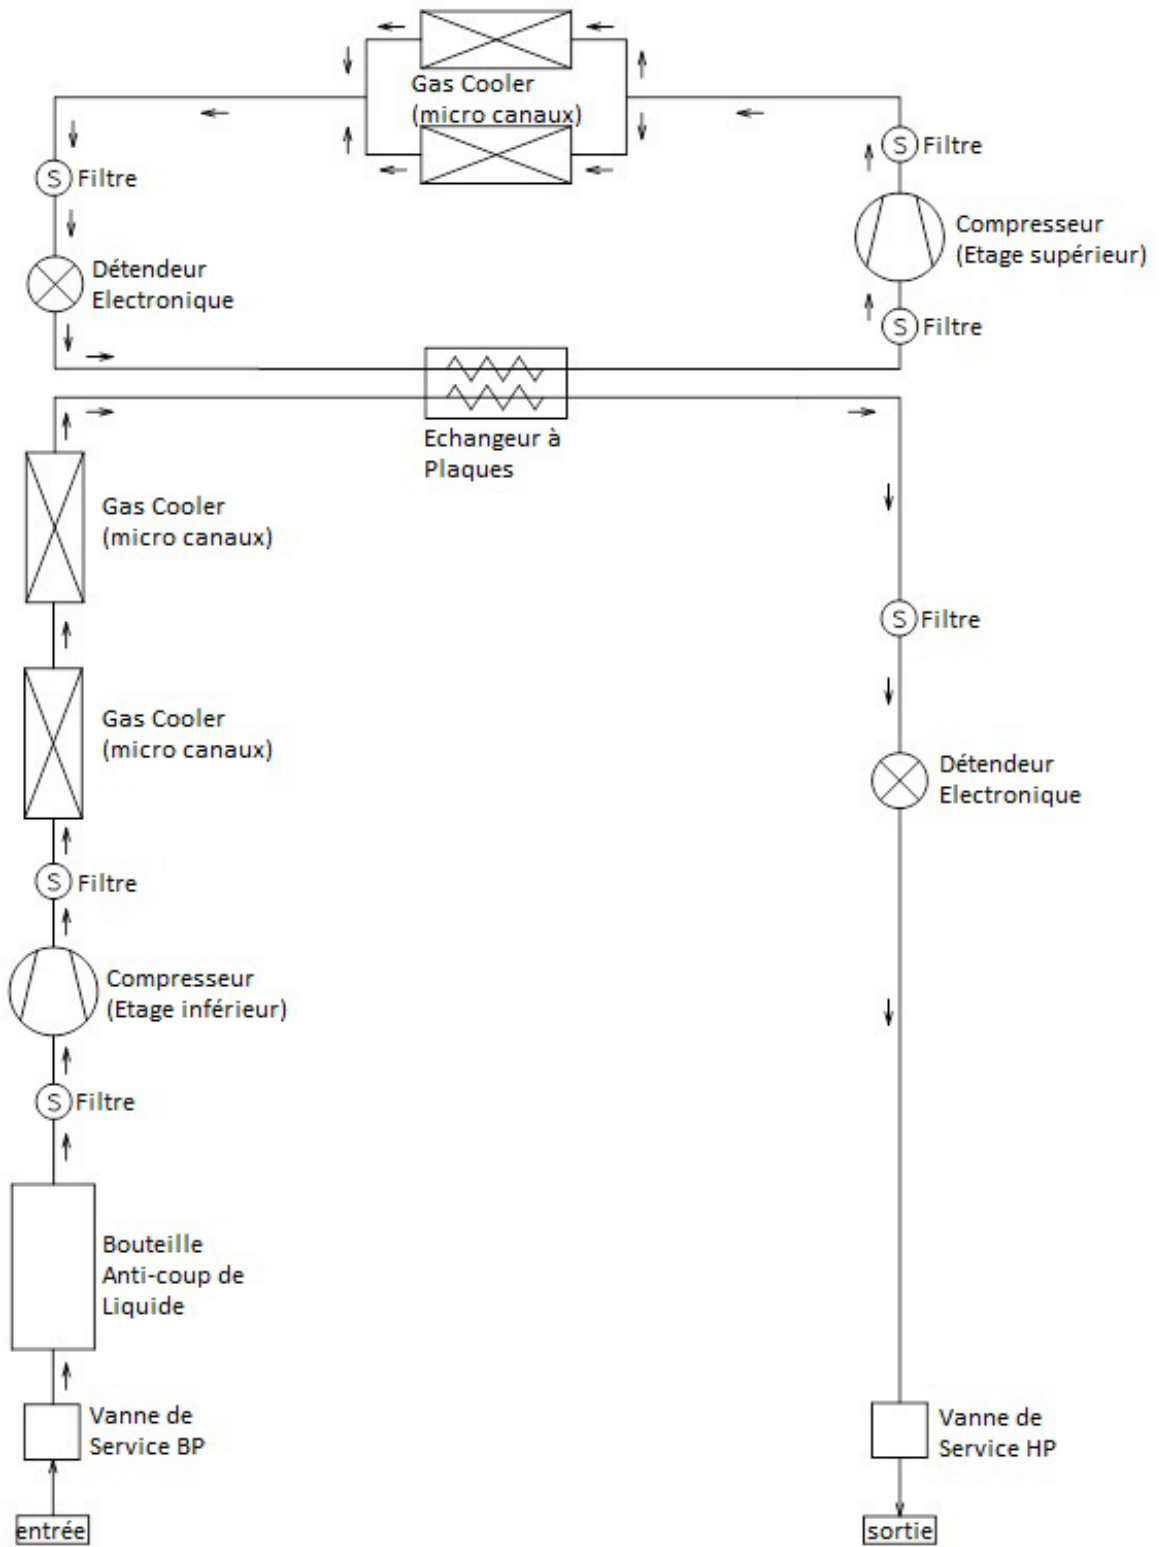 Gas Cooler
(micro canaux)
S Filtre
S Filtre
Compresseur
(Etage supérieur)
Détendeur
Electronique
S Filtre
Echangeur à
Plaques
Gas Cooler
(micro canaux)
S Filtre
Gas Cooler
(micro canaux)
Détendeur
Electronique
S Filtre
Compresseur
(Etage inférieur)
S Filtre
Bouteille
Anti-coup de
Liquide
Vanne de
Service BP
Vanne de
Service HP
entrée
sortie